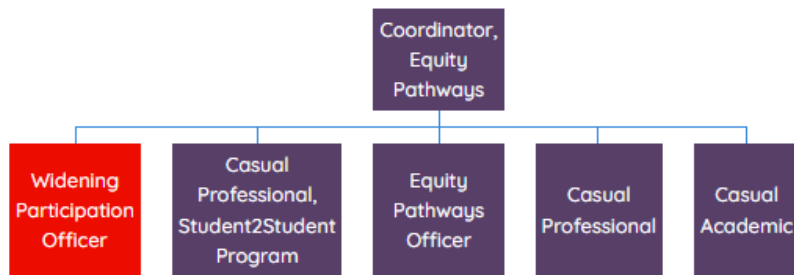 Coordinator,
Equity
Pathways
Widening
Participation
Officer
Casual
Professional,
Student2Student
Program
Equity
Pathways
Officer
Casual
Professional
Casual
Academic